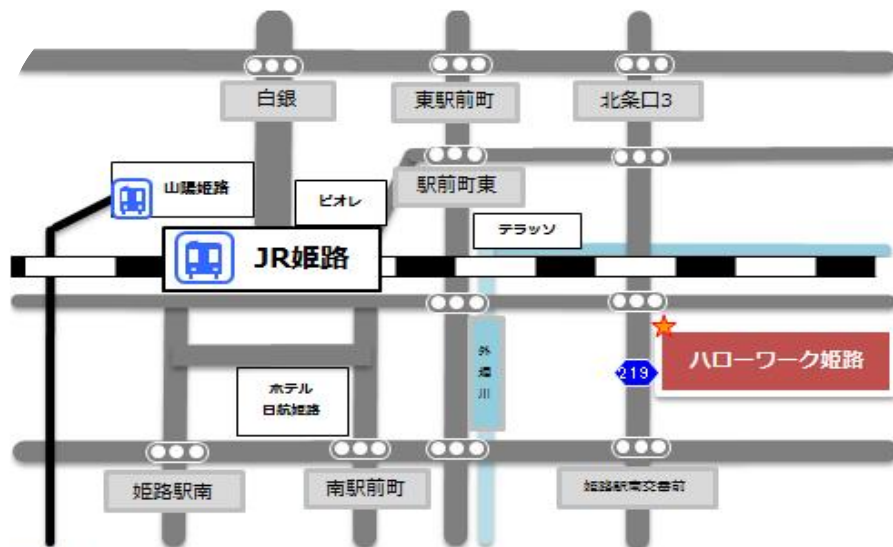 白銀
東駅前町
北条口3
駅前町東
山陽姫路
ピオレ
テラッソ
JR姫路
外堀川
219
ハローワーク姫路
ホテル
日航姫路
姫路駅南
南駅前町
姫路駅南交番前